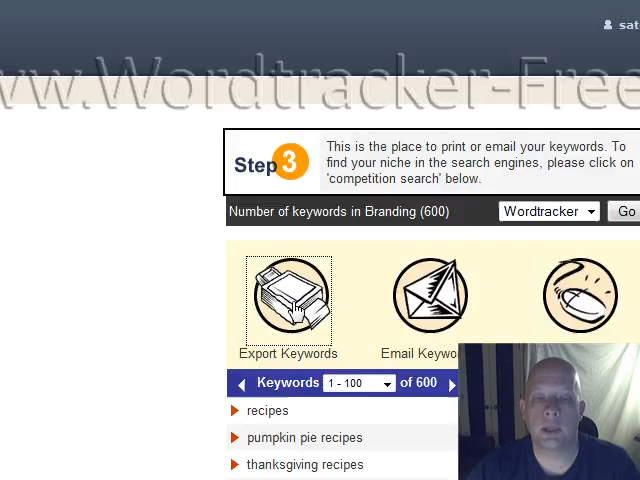 sat
ww.Wordtracker-Free
Step 3
This is the place to print or email your keywords. To
find your niche in the search engines, please click on
'competition search' below.
Number of keywords in Branding (600)
Wordtracker
Go
Export Keywords
Email Keywo
Keywords 1 - 100 of 600
recipes
pumpkin pie recipes
thanksgiving recipes